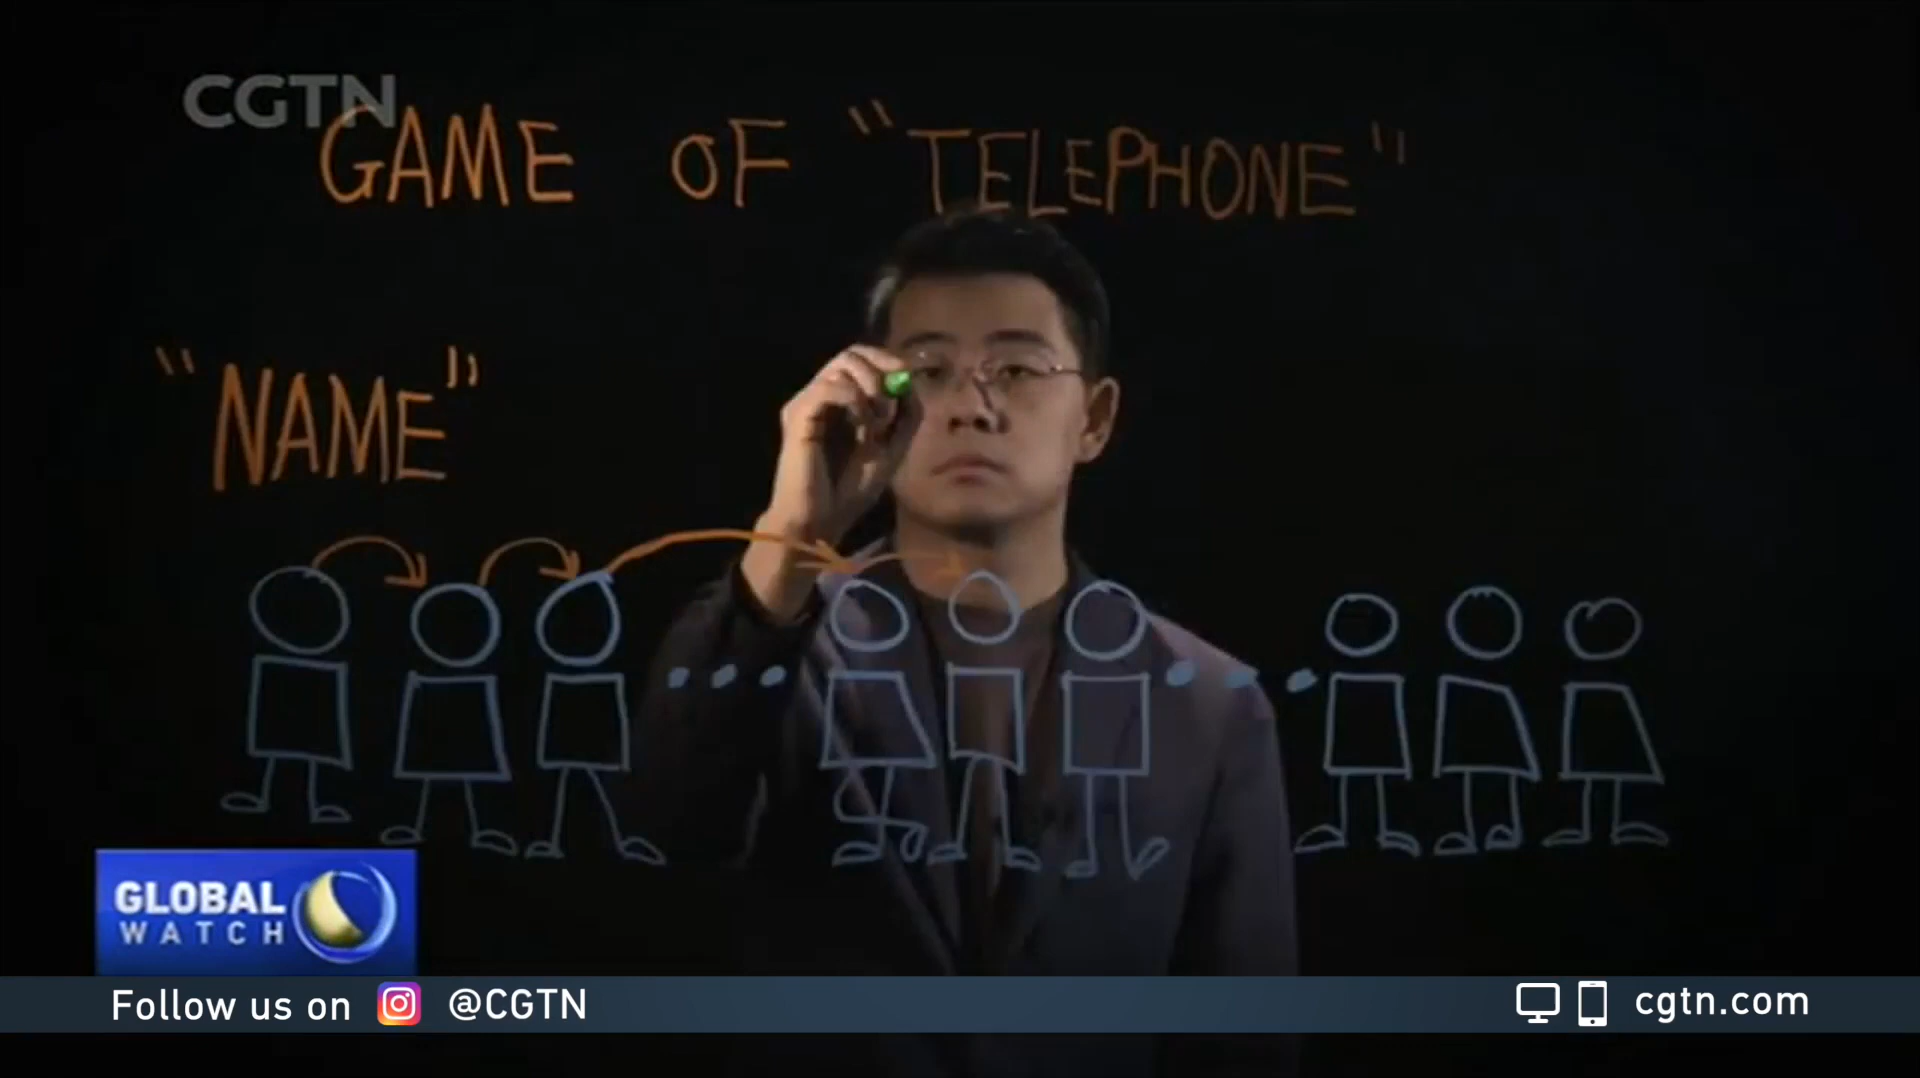 CGTN
GAME OF "TELEPHONE"
"NAME"
GLOBAL
WATCH
Follow us on @CGTN
cgtn.com